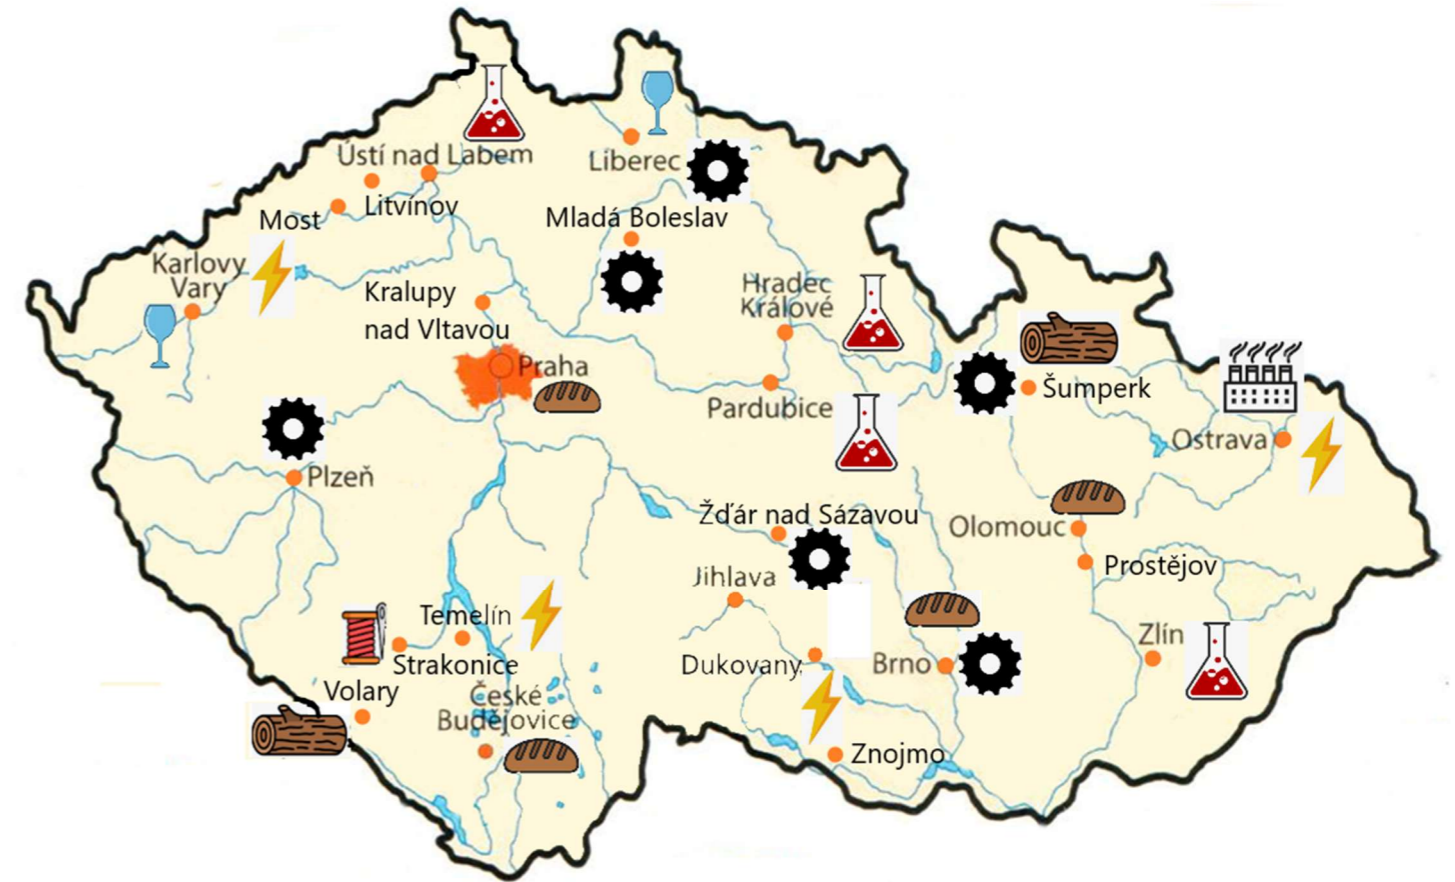 Ústí nad Labem
Liberec
Litvínov
Most
Mladá Boleslav
Karlovy
Vary
Kralupy
nad Vltavou
Hradec
Králové
Praha
Pardubice
Šumperk
Ostrava
Plzeň
Žďár nad Sázavou
Olomouc
Jihlava
Prostějov
Temelín
Strakonice
Dukovany
Brno
Zlín
Volary
České
Budějovice
Znojmo